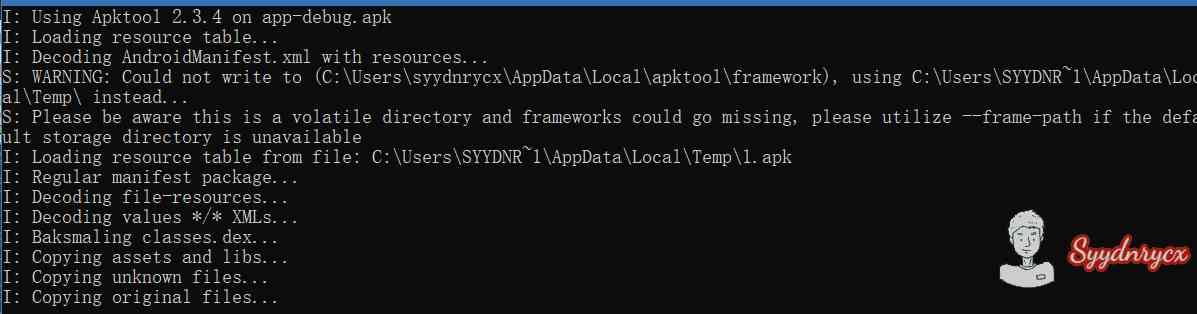 I: Using Apktool 2.3.4 on app-debug.apk
I: Loading resource table...
I: Decoding AndroidManifest.xml with resources...
S: WARNING: Could not write to (C:\Users\syydnrycx\AppData\Local\apktool\framework), using C:\Users\SYYDNR~1\AppData\Loc
al\Temp\ instead...
S: Please be aware this is a volatile directory and frameworks could go missing, please utilize --frame-path if the defa
ult storage directory is unavailable
I: Loading resource table from file: C:\Users\SYYDNR~1\AppData\Local\Temp\1.apk
I: Regular manifest package...
I: Decoding file-resources...
I: Decoding values */* XMLs...
I: Baksmaling classes.dex...
I: Copying assets and libs...
I: Copying unknown files...
I: Copying original files...
Syydnrycx